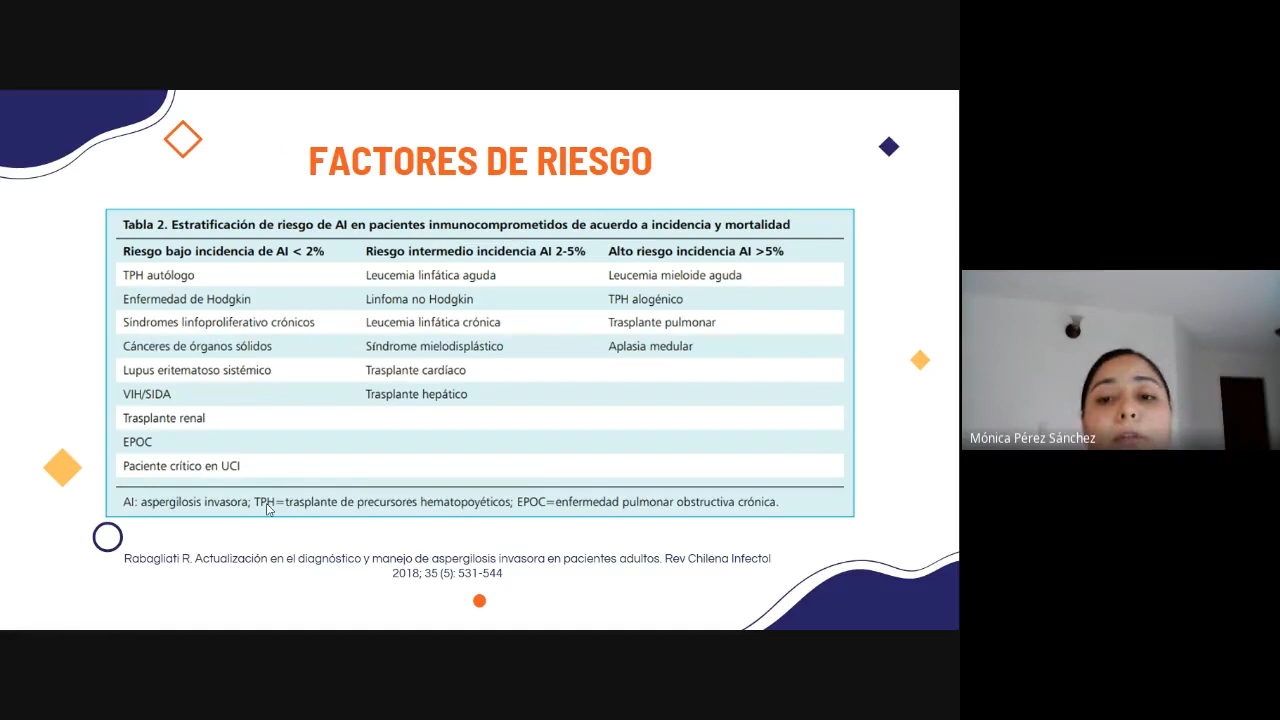 FACTORES DE RIESGO
Tabla 2. Estratificación de riesgo de AI en pacientes inmunocomprometidos de acuerdo a incidencia y mortalidad
Riesgo bajo incidencia de AI < 2% Riesgo intermedio incidencia AI 2-5% Alto riesgo incidencia AI >5%
TPH autólogo Leucemia linfática aguda Leucemia mieloide aguda
Enfermedad de Hodgkin Linfoma no Hodgkin TPH alogénico
Síndromes linfoproliferativo crónicos Leucemia linfática crónica Trasplante pulmonar
Cánceres de órganos sólidos Síndrome mielodisplástico Aplasia medular
Lupus eritematoso sistémico Trasplante cardíaco
VIH/SIDA Trasplante hepático
Trasplante renal
EPOC
Paciente crítico en UCI
AI: aspergilosis invasora; TPH=trasplante de precursores hematopoyéticos; EPOC=enfermedad pulmonar obstructiva crónica.
Rabagliati R. Actualización en el diagnóstico y manejo de aspergilosis invasora en pacientes adultos. Rev Chilena Infectol
2018; 35 (5): 531-544
Mónica Pérez Sánchez